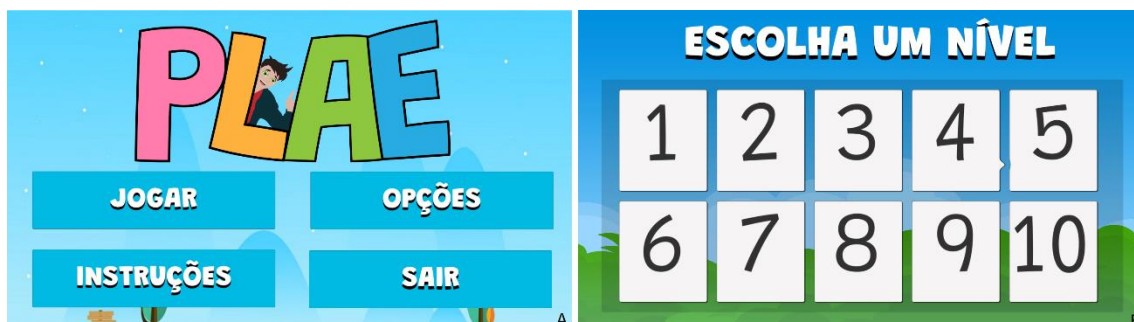 PLAE
JOGAR
OPÇÕES
INSTRUÇÕES
SAIR
A
ESCOLHA UM NÍVEL
1 2 3 4 5
6 7 8 9 10